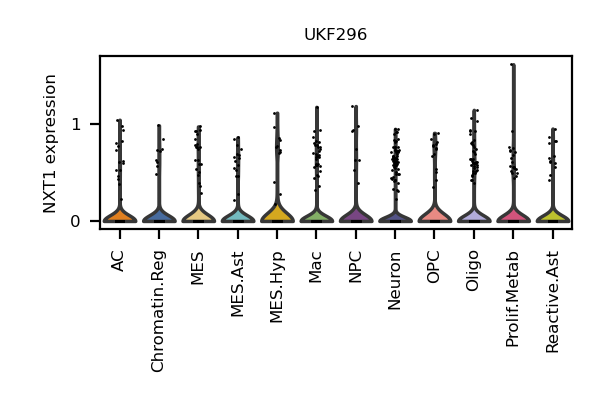 UKF296
NXT1 expression
1
0
AC
Chromatin.Reg
MES
MES.Ast
MES.Hyp
Mac
NPC
Neuron
OPC
Oligo
Prolif.Metab
Reactive.Ast